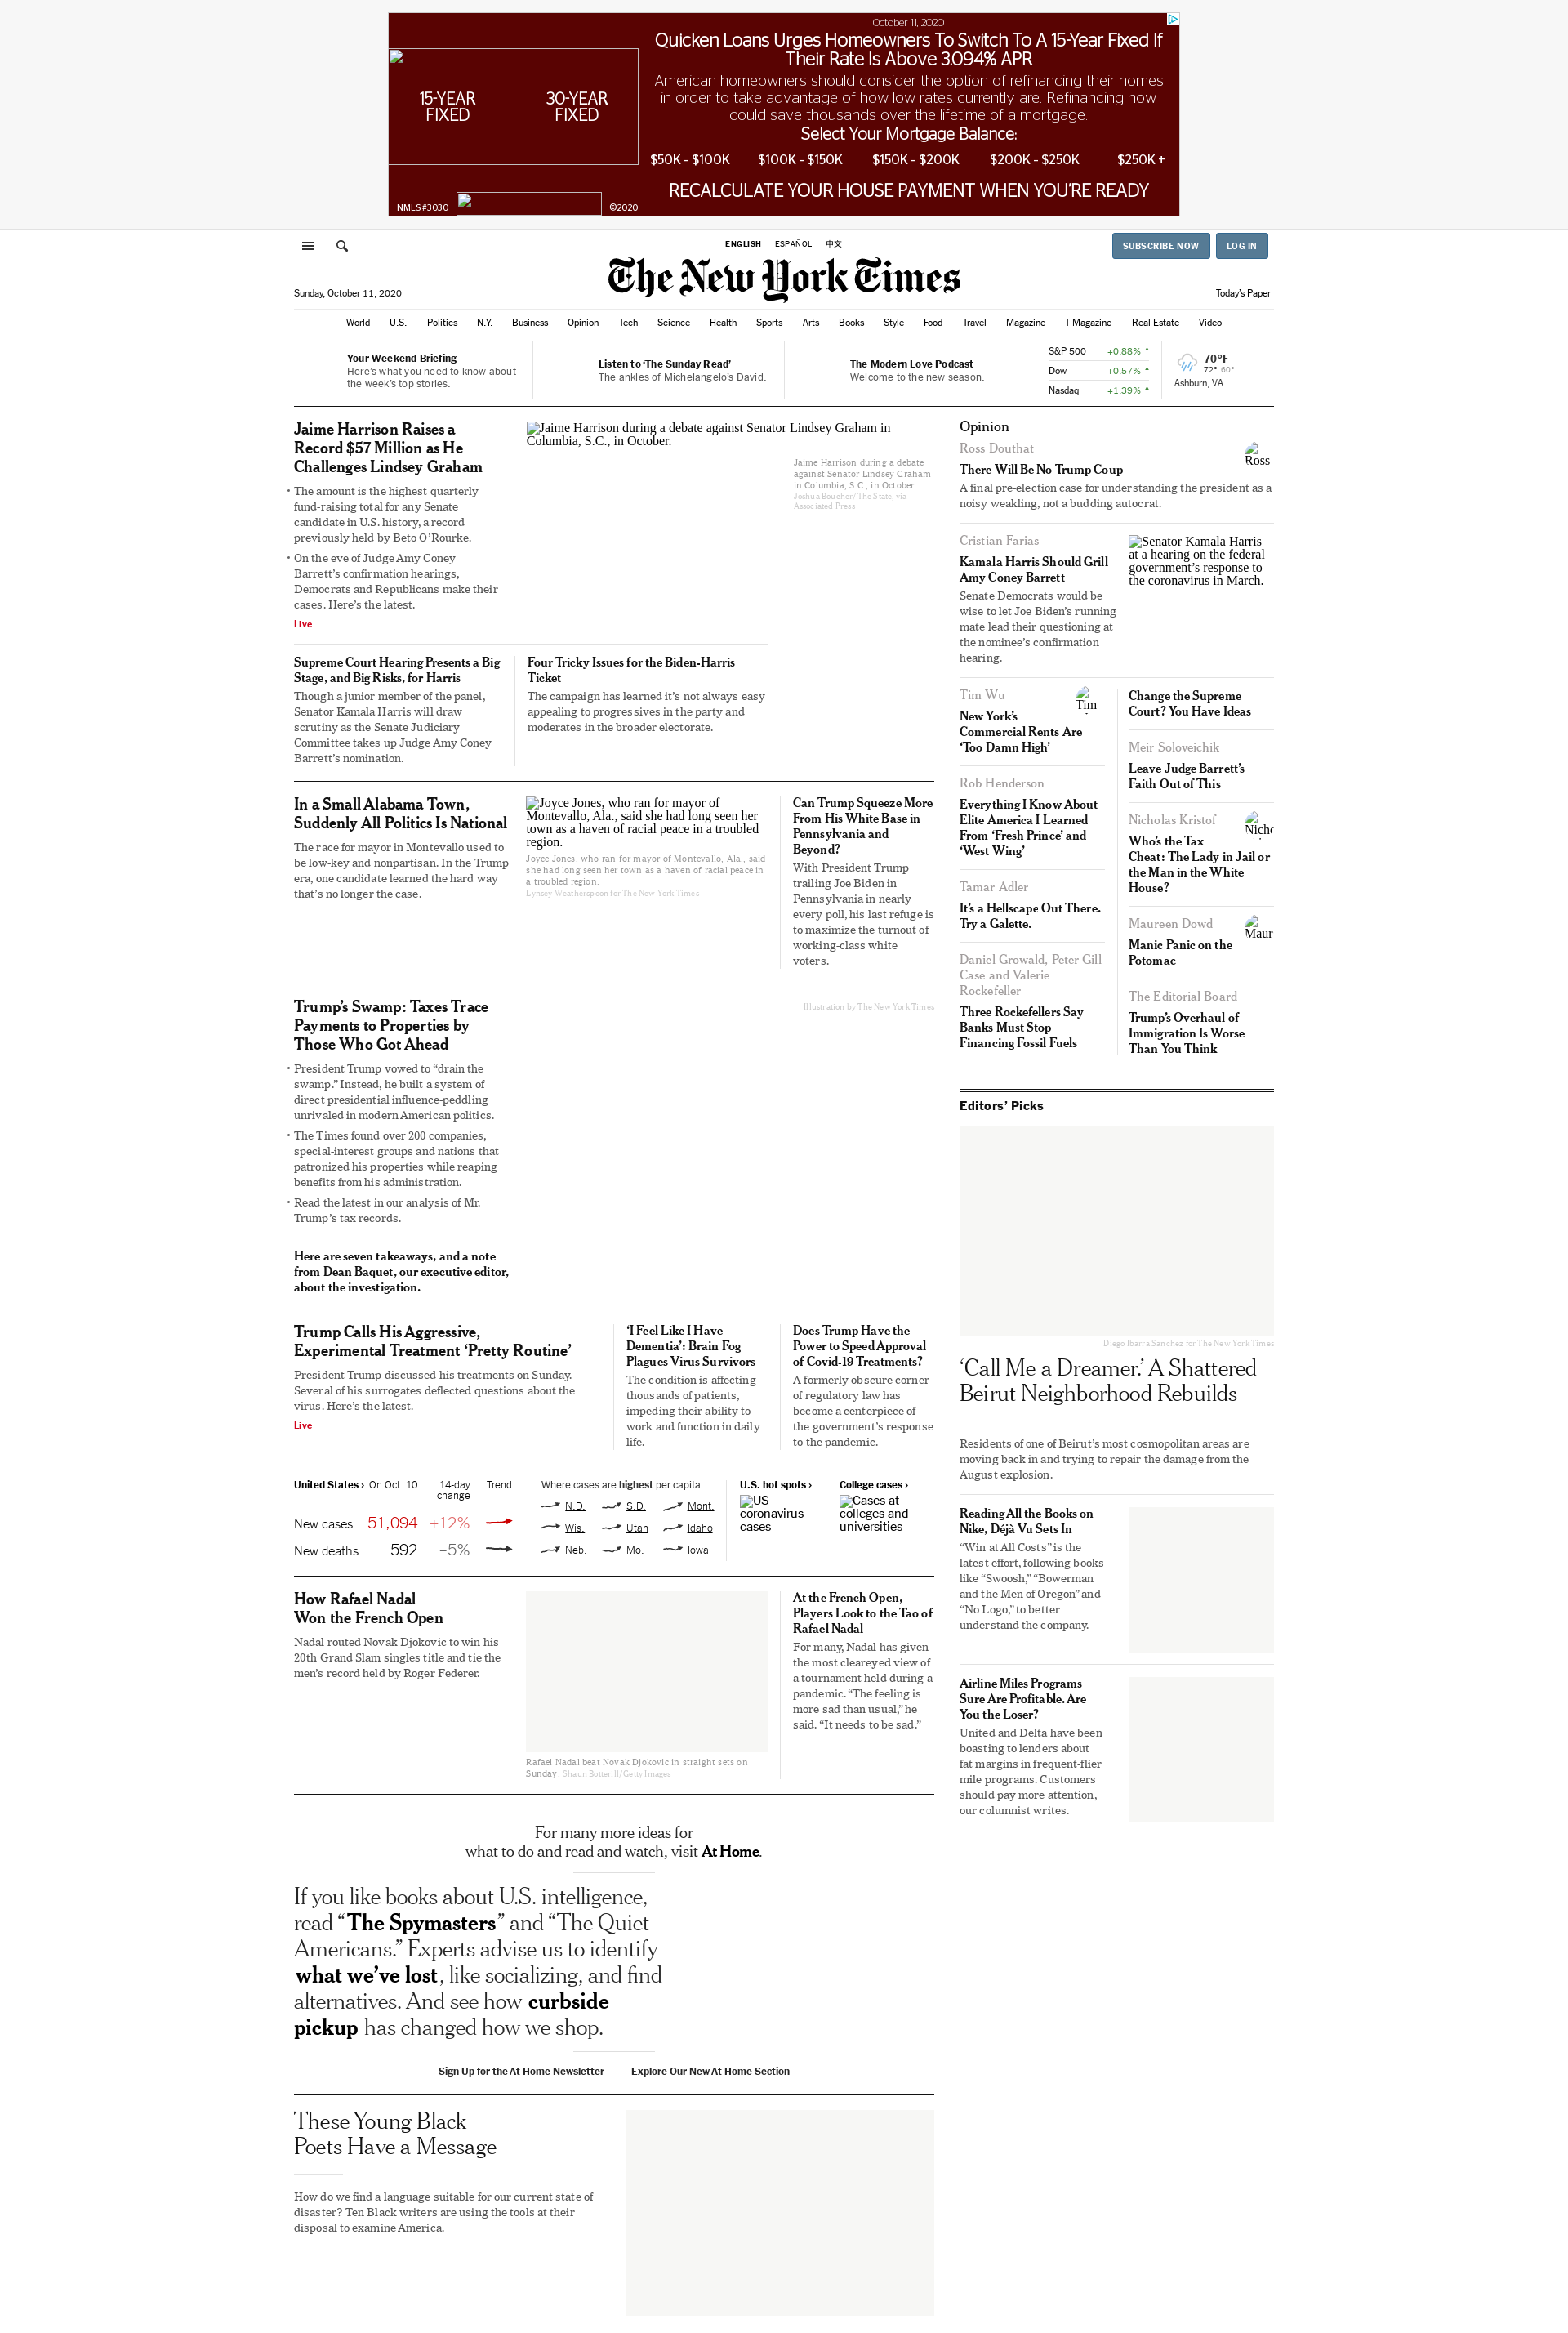 October 11, 2020
Quicken Loans Urges Homeowners To Switch To A 15-Year Fixed If
Their Rate Is Above 3.094% APR
American homeowners should consider the option of refinancing their homes
in order to take advantage of how low rates currently are. Refinancing now
could save thousands over the lifetime of a mortgage.
Select Your Mortgage Balance:
15-YEAR
FIXED
30-YEAR
FIXED
$50K - $100K $100K - $150K $150K - $200K $200K - $250K $250K +
RECALCULATE YOUR HOUSE PAYMENT WHEN YOU'RE READY
NMLS#3030 ©2020
ENGLISH ESPAÑOL 中文
SUBSCRIBE NOW LOG IN
The New York Times
Sunday, October 11, 2020
Today's Paper
World U.S. Politics N.Y. Business Opinion Tech Science Health Sports Arts Books Style Food Travel Magazine T Magazine Real Estate Video
Your Weekend Briefing
Here's what you need to know about
the week's top stories.
Listen to ‘The Sunday Read’
The ankles of Michelangelo's David.
The Modern Love Podcast
Welcome to the new season.
S&P 500 +0.88% ↑
Dow +0.57% ↑
Nasdaq +1.39% ↑
70°F
72° 60°
Ashburn, VA
Jaime Harrison Raises a
Record $57 Million as He
Challenges Lindsey Graham
• The amount is the highest quarterly
fund-raising total for any Senate
candidate in U.S. history, a record
previously held by Beto O’Rourke.
• On the eve of Judge Amy Coney
Barrett’s confirmation hearings,
Democrats and Republicans make their
cases. Here’s the latest.
Live
Jaime Harrison during a debate against Senator Lindsey Graham in
Columbia, S.C., in October.
Jaime Harrison during a debate
against Senator Lindsey Graham
in Columbia, S.C., in October.
Joshua Boucher/The State, via
Associated Press
Supreme Court Hearing Presents a Big
Stage, and Big Risks, for Harris
Though a junior member of the panel,
Senator Kamala Harris will draw
scrutiny as the Senate Judiciary
Committee takes up Judge Amy Coney
Barrett’s nomination.
Four Tricky Issues for the Biden-Harris
Ticket
The campaign has learned it’s not always easy
appealing to progressives in the party and
moderates in the broader electorate.
In a Small Alabama Town,
Suddenly All Politics Is National
The race for mayor in Montevallo used to
be low-key and nonpartisan. In the Trump
era, one candidate learned the hard way
that’s no longer the case.
Joyce Jones, who ran for mayor of
Montevallo, Ala., said she had long seen her
town as a haven of racial peace in a troubled
region.
Joyce Jones, who ran for mayor of Montevallo, Ala., said
she had long seen her town as a haven of racial peace in
a troubled region.
Lynsey Weatherspoon for The New York Times
Can Trump Squeeze More
From His White Base in
Pennsylvania and
Beyond?
With President Trump
trailing Joe Biden in
Pennsylvania in nearly
every poll, his last refuge is
to maximize the turnout of
working-class white
voters.
Trump’s Swamp: Taxes Trace
Payments to Properties by
Those Who Got Ahead
• President Trump vowed to “drain the
swamp.” Instead, he built a system of
direct presidential influence-peddling
unrivaled in modern American politics.
• The Times found over 200 companies,
special-interest groups and nations that
patronized his properties while reaping
benefits from his administration.
• Read the latest in our analysis of Mr.
Trump’s tax records.
Illustration by The New York Times
Here are seven takeaways, and a note
from Dean Baquet, our executive editor,
about the investigation.
Trump Calls His Aggressive,
Experimental Treatment ‘Pretty Routine’
President Trump discussed his treatments on Sunday.
Several of his surrogates deflected questions about the
virus. Here’s the latest.
Live
‘I Feel Like I Have
Dementia’: Brain Fog
Plagues Virus Survivors
The condition is affecting
thousands of patients,
impeding their ability to
work and function in daily
life.
Does Trump Have the
Power to Speed Approval
of Covid-19 Treatments?
A formerly obscure corner
of regulatory law has
become a centerpiece of
the government’s response
to the pandemic.
United States › On Oct. 10 14-day
change Trend
New cases 51,094 +12%
New deaths 592 –5%
Where cases are highest per capita
N.D. S.D. Mont.
Wis. Utah Idaho
Neb. Mo. Iowa
U.S. hot spots ›
US
coronavirus
cases
College cases ›
Cases at
colleges and
universities
How Rafael Nadal
Won the French Open
Nadal routed Novak Djokovic to win his
20th Grand Slam singles title and tie the
men’s record held by Roger Federer.
Rafael Nadal beat Novak Djokovic in straight sets on
Sunday. Shaun Botterill/Getty Images
At the French Open,
Players Look to the Tao of
Rafael Nadal
For many, Nadal has given
the most cleareyed view of
a tournament held during a
pandemic. “The feeling is
more sad than usual,” he
said. “It needs to be sad.”
For many more ideas for
what to do and read and watch, visit At Home.
If you like books about U.S. intelligence,
read “The Spymasters” and “The Quiet
Americans.” Experts advise us to identify
what we’ve lost, like socializing, and find
alternatives. And see how curbside
pickup has changed how we shop.
Sign Up for the At Home Newsletter Explore Our New At Home Section
These Young Black
Poets Have a Message
How do we find a language suitable for our current state of
disaster? Ten Black writers are using the tools at their
disposal to examine America.
Opinion
Ross Douthat
Ross
There Will Be No Trump Coup
A final pre-election case for understanding the president as a
noisy weakling, not a budding autocrat.
Cristian Farias
Kamala Harris Should Grill
Amy Coney Barrett
Senate Democrats would be
wise to let Joe Biden’s running
mate lead their questioning at
the nominee’s confirmation
hearing.
Senator Kamala Harris
at a hearing on the federal
government’s response to
the coronavirus in March.
Tim Wu
Tim
New York’s
Commercial Rents Are
‘Too Damn High’
Rob Henderson
Everything I Know About
Elite America I Learned
From ‘Fresh Prince’ and
‘West Wing’
Tamar Adler
It’s a Hellscape Out There.
Try a Galette.
Daniel Growald, Peter Gill
Case and Valerie
Rockefeller
Three Rockefellers Say
Banks Must Stop
Financing Fossil Fuels
Change the Supreme
Court? You Have Ideas
Meir Soloveichik
Leave Judge Barrett’s
Faith Out of This
Nicholas Kristof
Who’s the Tax
Cheat: The Lady in Jail or
the Man in the White
House?
Maureen Dowd
Manic Panic on the
Potomac
The Editorial Board
Trump’s Overhaul of
Immigration Is Worse
Than You Think
Editors’ Picks
Diego Ibarra Sanchez for The New York Times
‘Call Me a Dreamer.’ A Shattered
Beirut Neighborhood Rebuilds
Residents of one of Beirut’s most cosmopolitan areas are
moving back in and trying to repair the damage from the
August explosion.
Reading All the Books on
Nike, Déjà Vu Sets In
“Win at All Costs” is the
latest effort, following books
like “Swoosh,” “Bowerman
and the Men of Oregon” and
“No Logo,” to better
understand the company.
Airline Miles Programs
Sure Are Profitable. Are
You the Loser?
United and Delta have been
boasting to lenders about
fat margins in frequent-flier
mile programs. Customers
should pay more attention,
our columnist writes.